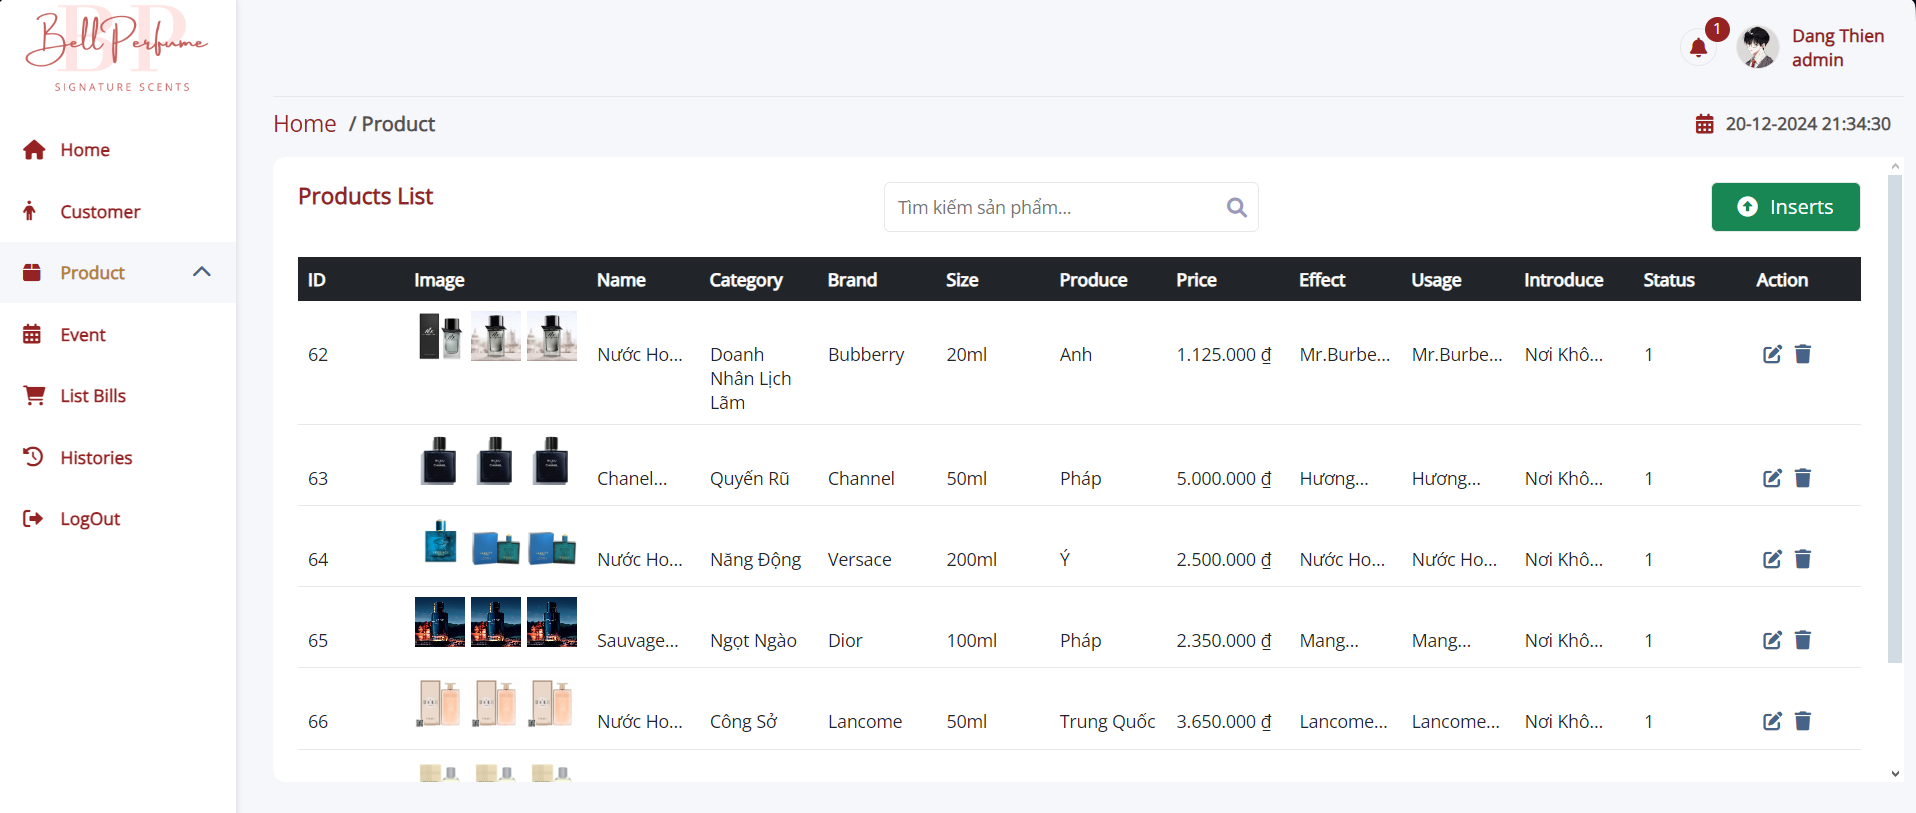 Bell Perfume
SIGNATURE SCENTS
1
Dang Thien
admin
Home / Product
20-12-2024 21:34:30
Home
Customer
Product
Event
List Bills
Histories
LogOut
Products List
Tìm kiếm sản phẩm...
Inserts
ID Image Name Category Brand Size Produce Price Effect Usage Introduce Status Action
62 Nước Ho... Doanh Nhân Lịch Lãm Bubberry 20ml Anh 1.125.000 ₫ Mr.Burbe... Mr.Burbe... Nơi Khô... 1
63 Chanel... Quyến Rũ Channel 50ml Pháp 5.000.000 ₫ Hương... Hương... Nơi Khô... 1
64 Nước Ho... Năng Động Versace 200ml Ý 2.500.000 ₫ Nước Ho... Nước Ho... Nơi Khô... 1
65 Sauvage... Ngọt Ngào Dior 100ml Pháp 2.350.000 ₫ Mang... Mang... Nơi Khô... 1
66 Nước Ho... Công Sở Lancome 50ml Trung Quốc 3.650.000 ₫ Lancome... Lancome... Nơi Khô... 1